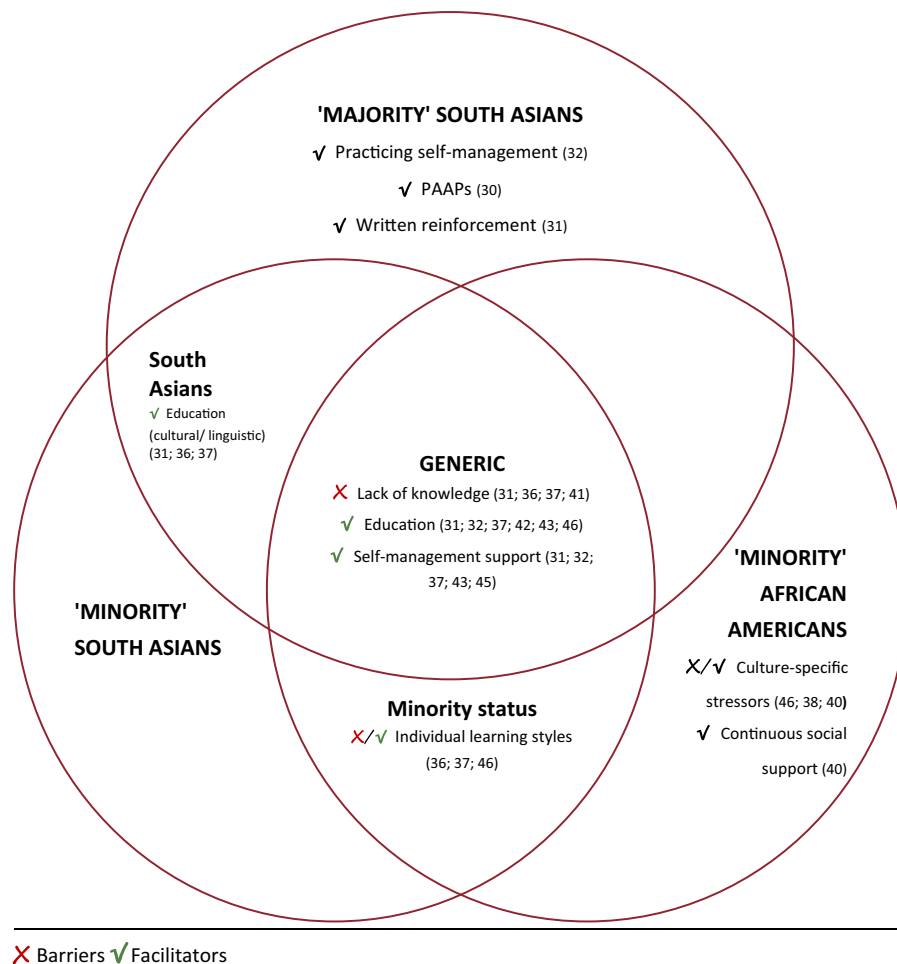 'MAJORITY' SOUTH ASIANS
√ Practicing self-management (32)
√ PAAPs (30)
√ Written reinforcement (31)
South
Asians
√ Education
(cultural/ linguistic)
(31; 36; 37)
GENERIC
X Lack of knowledge (31; 36; 37; 41)
√ Education (31; 32; 37; 42; 43; 46)
√ Self-management support (31; 32;
37; 43; 45)
'MINORITY'
SOUTH ASIANS
'MINORITY'
AFRICAN
AMERICANS
X/√ Culture-specific
stressors (46; 38; 40)
√ Continuous social
support (40)
Minority status
X/√ Individual learning styles
(36; 37; 46)
X Barriers √ Facilitators